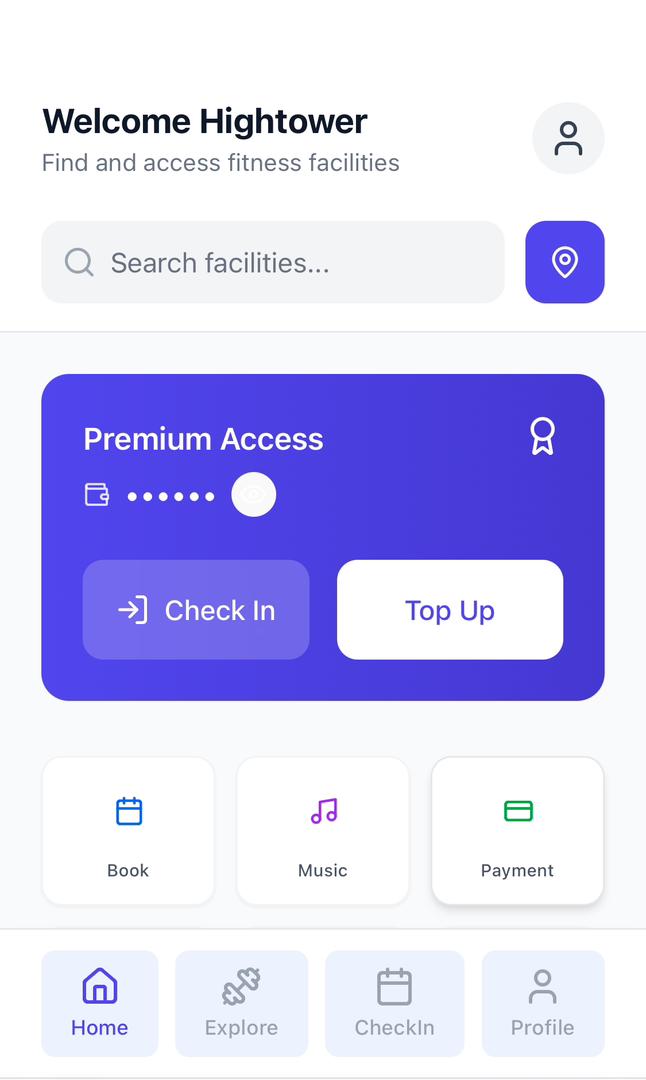 Welcome Hightower
Find and access fitness facilities
Search facilities...
Premium Access
••••••
Check In
Top Up
Book
Music
Payment
Home
Explore
CheckIn
Profile